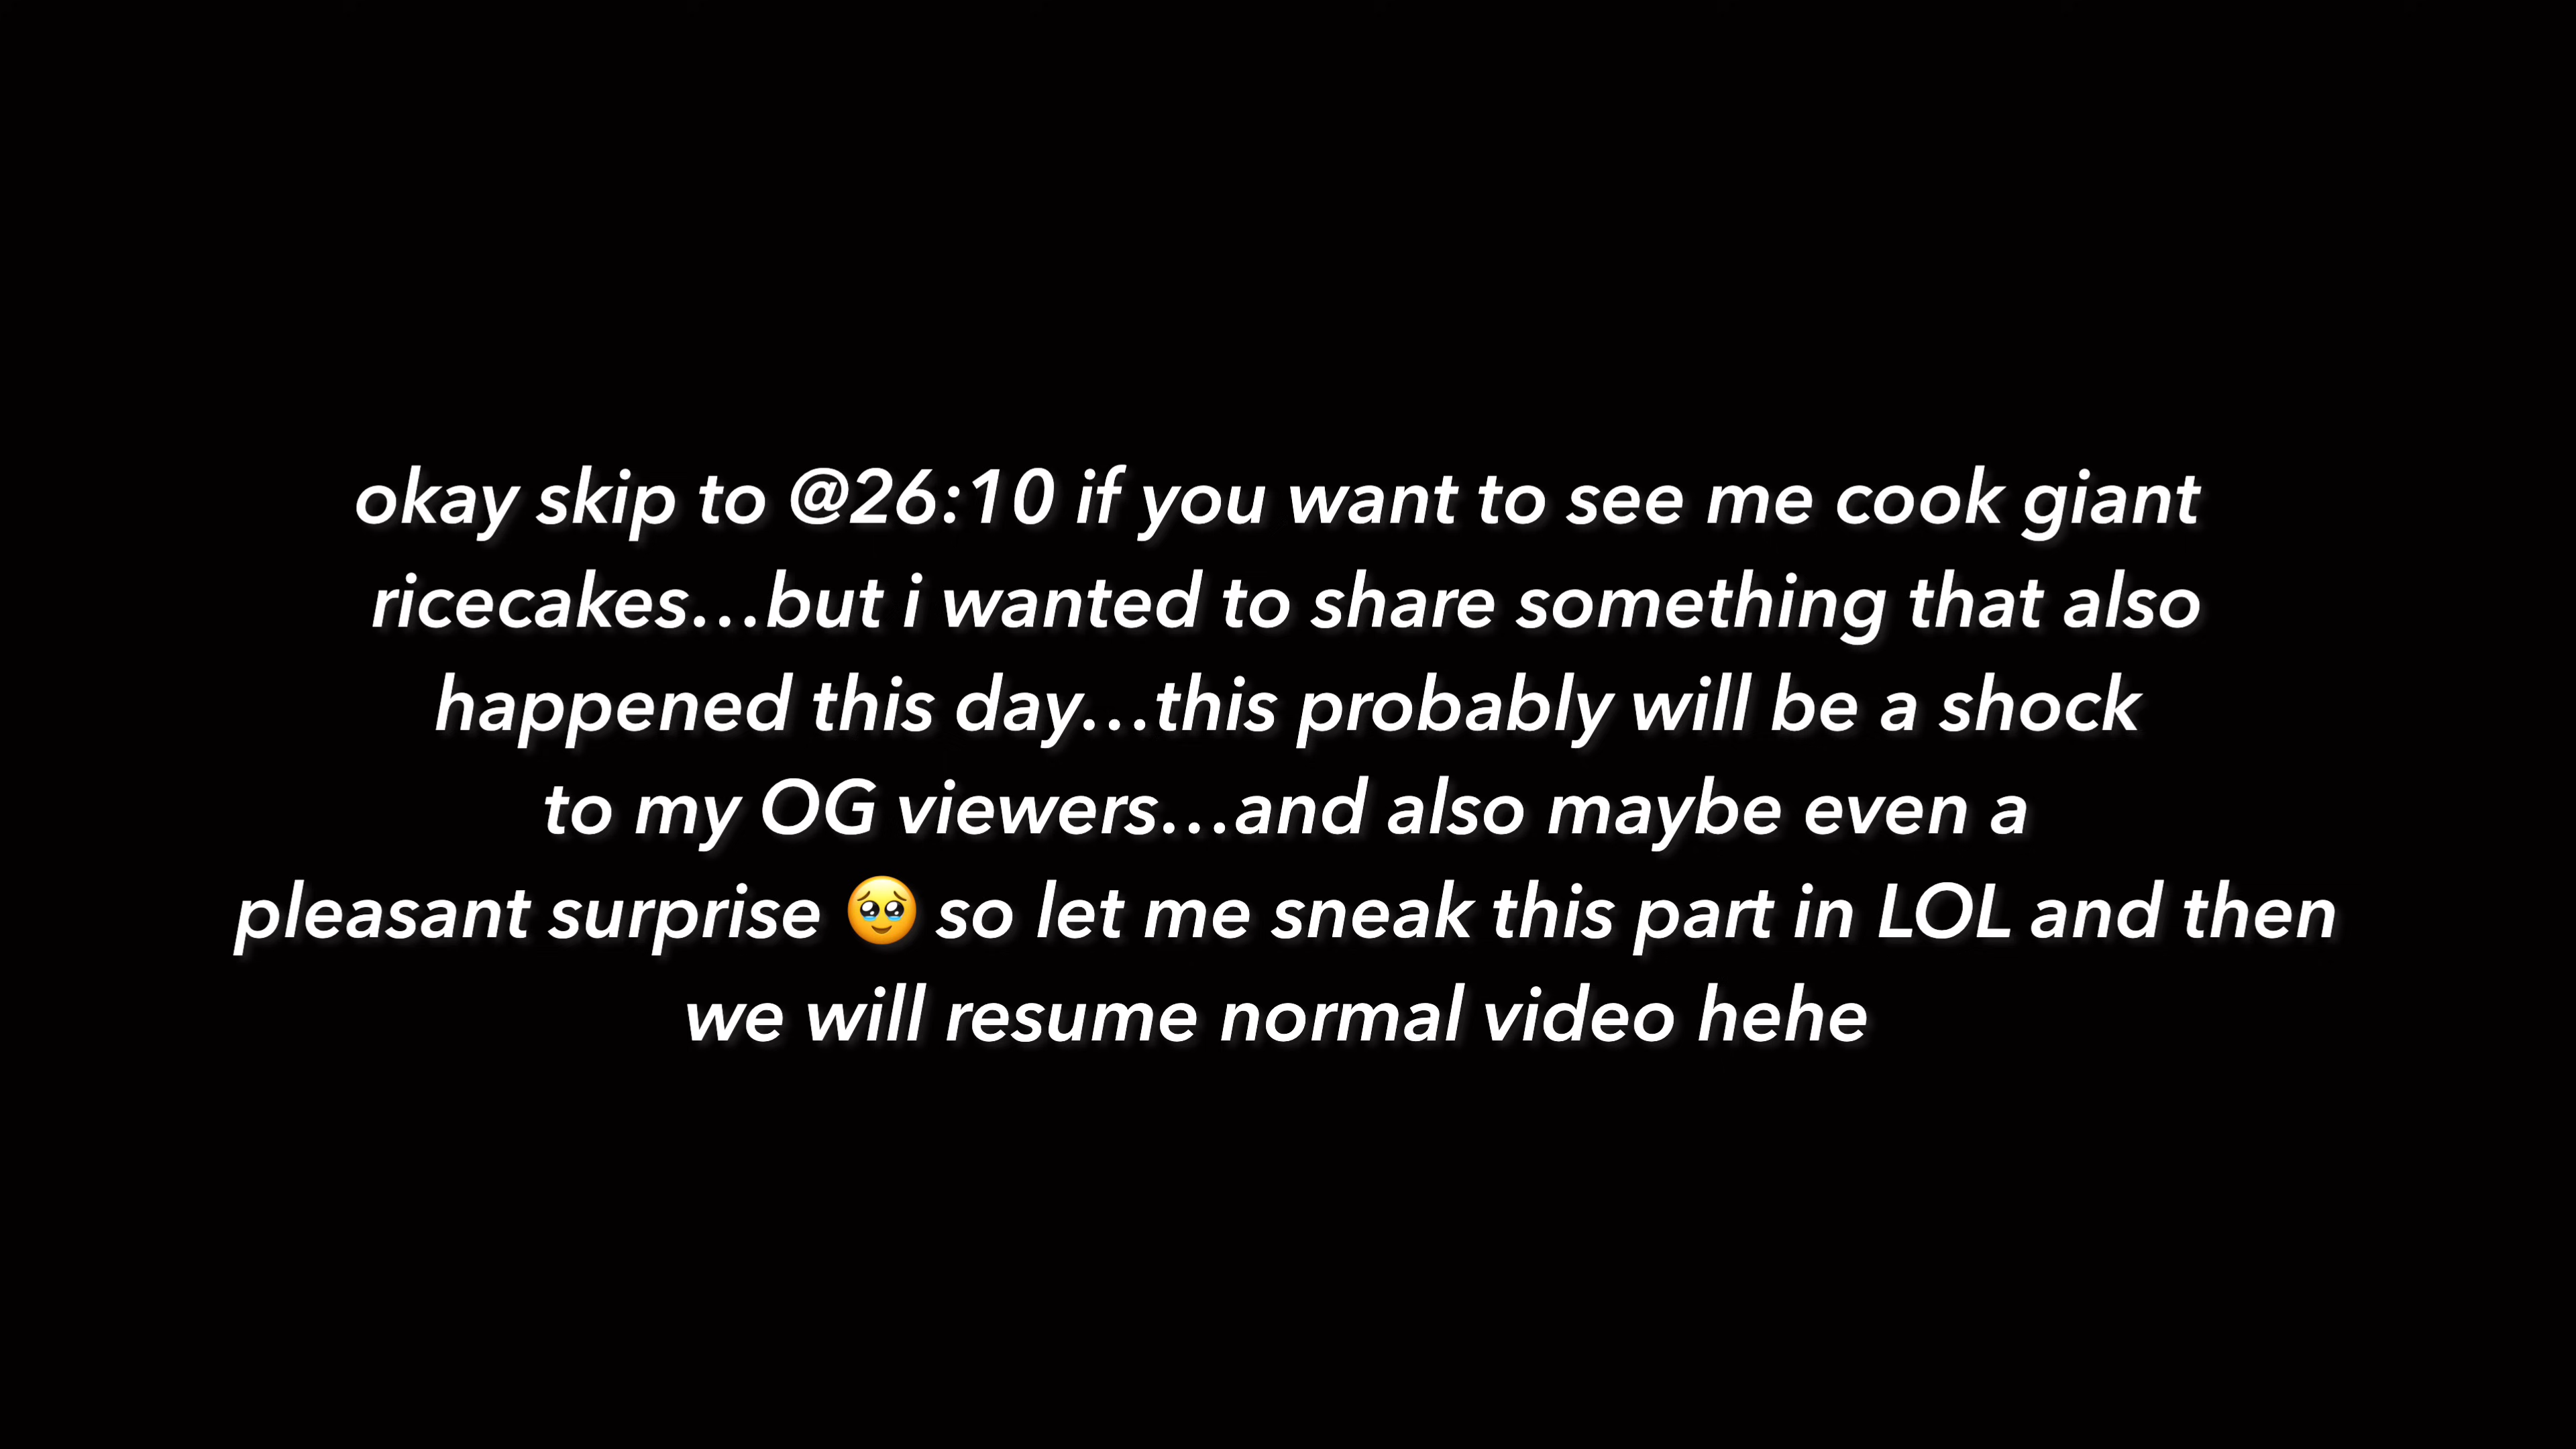 okay skip to @26:10 if you want to see me cook giant
ricecakes...but i wanted to share something that also
happened this day...this probably will be a shock
to my OG viewers...and also maybe even a
pleasant surprise 🥹 so let me sneak this part in LOL and then
we will resume normal video hehe